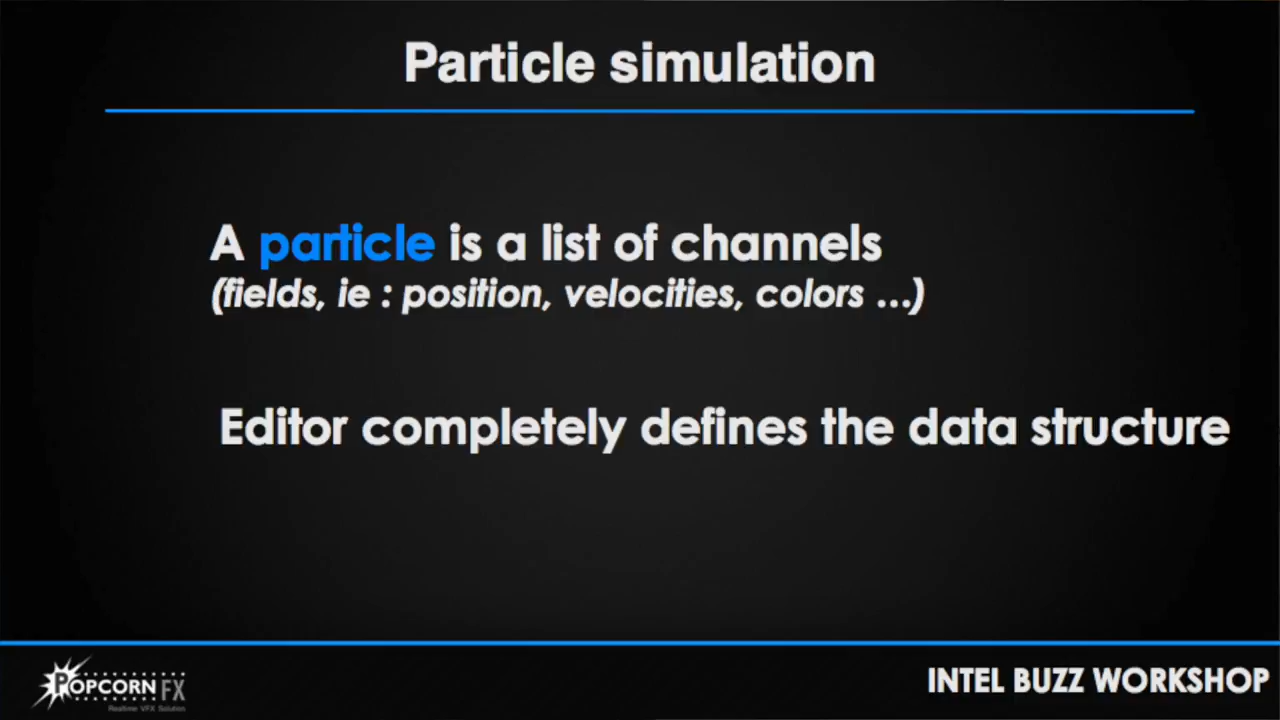 Particle simulation
A particle is a list of channels
(fields, ie : position, velocities, colors ...)
Editor completely defines the data structure
POPCORN FX
Realtime VFX Solution
INTEL BUZZ WORKSHOP